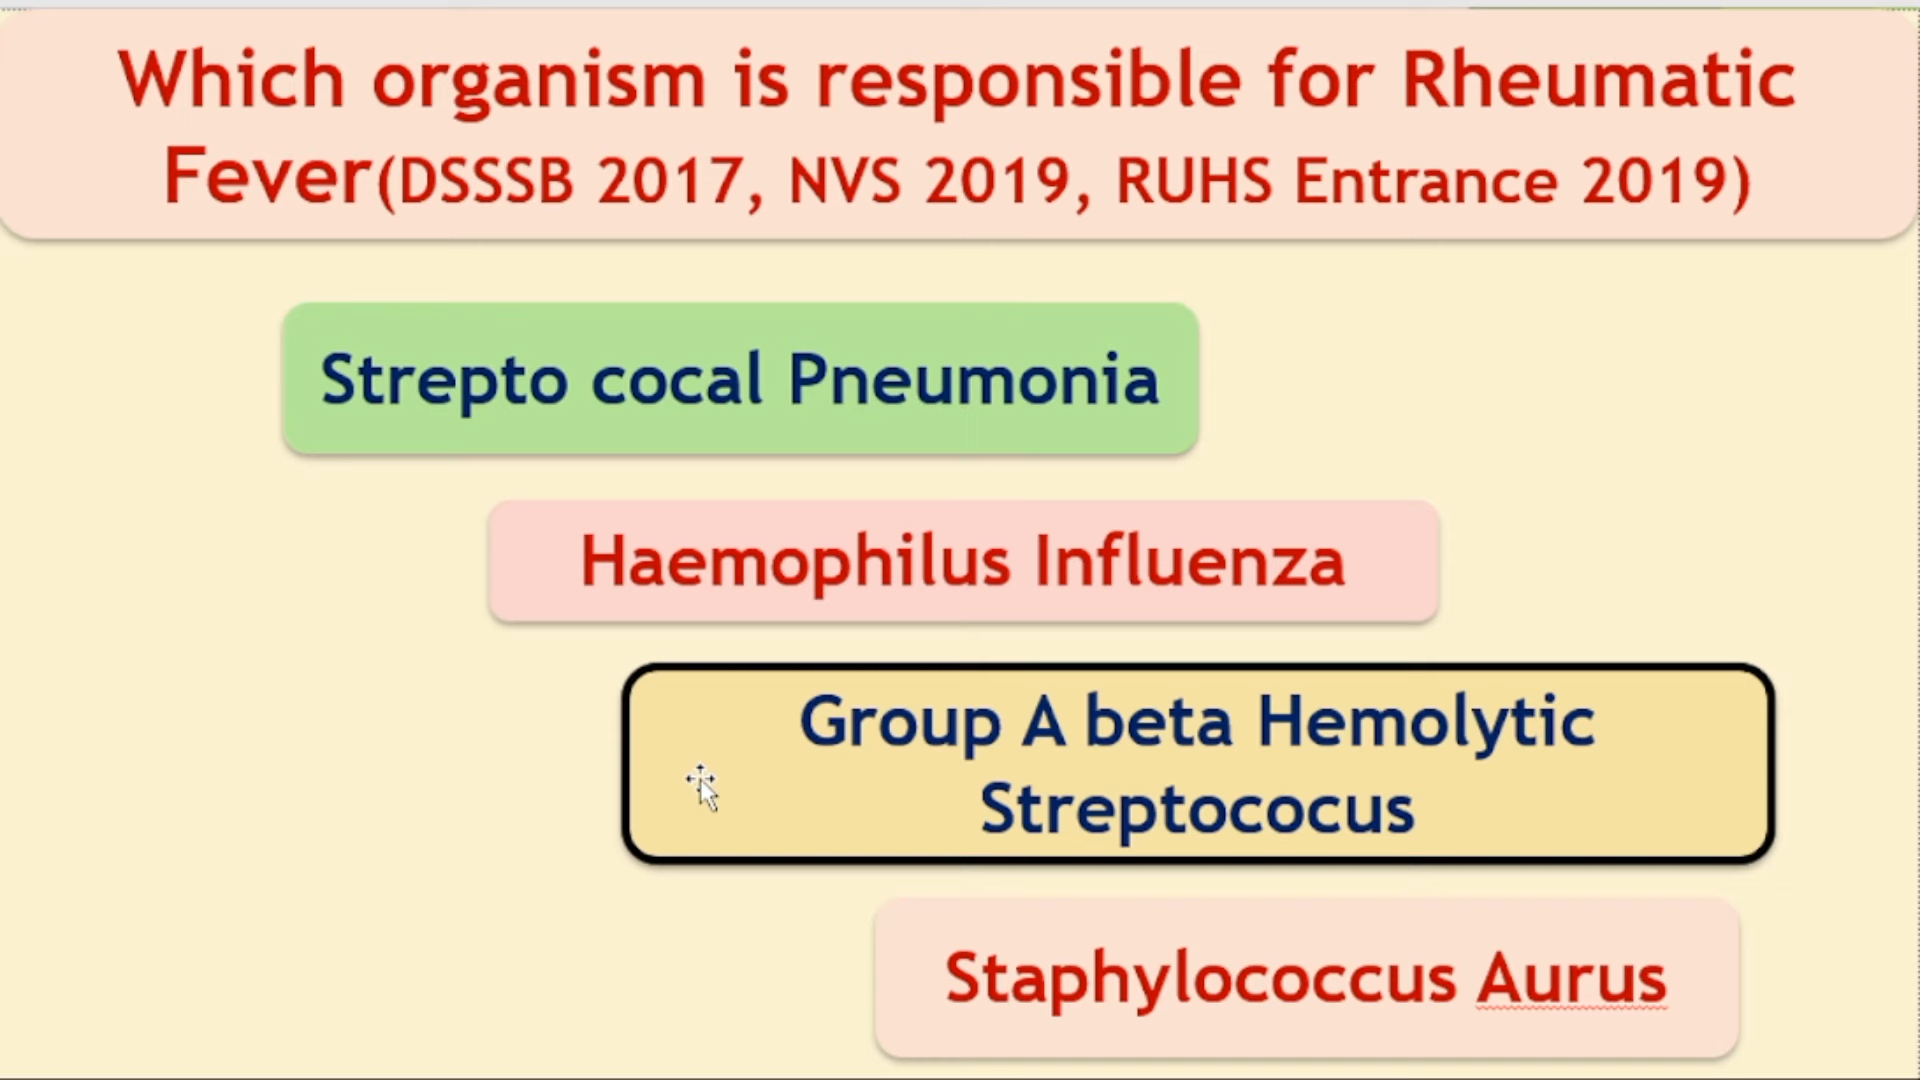 Which organism is responsible for Rheumatic
Fever(DSSSB 2017, NVS 2019, RUHS Entrance 2019)
Strepto cocal Pneumonia
Haemophilus Influenza
Group A beta Hemolytic
Streptococus
Staphylococcus Aurus